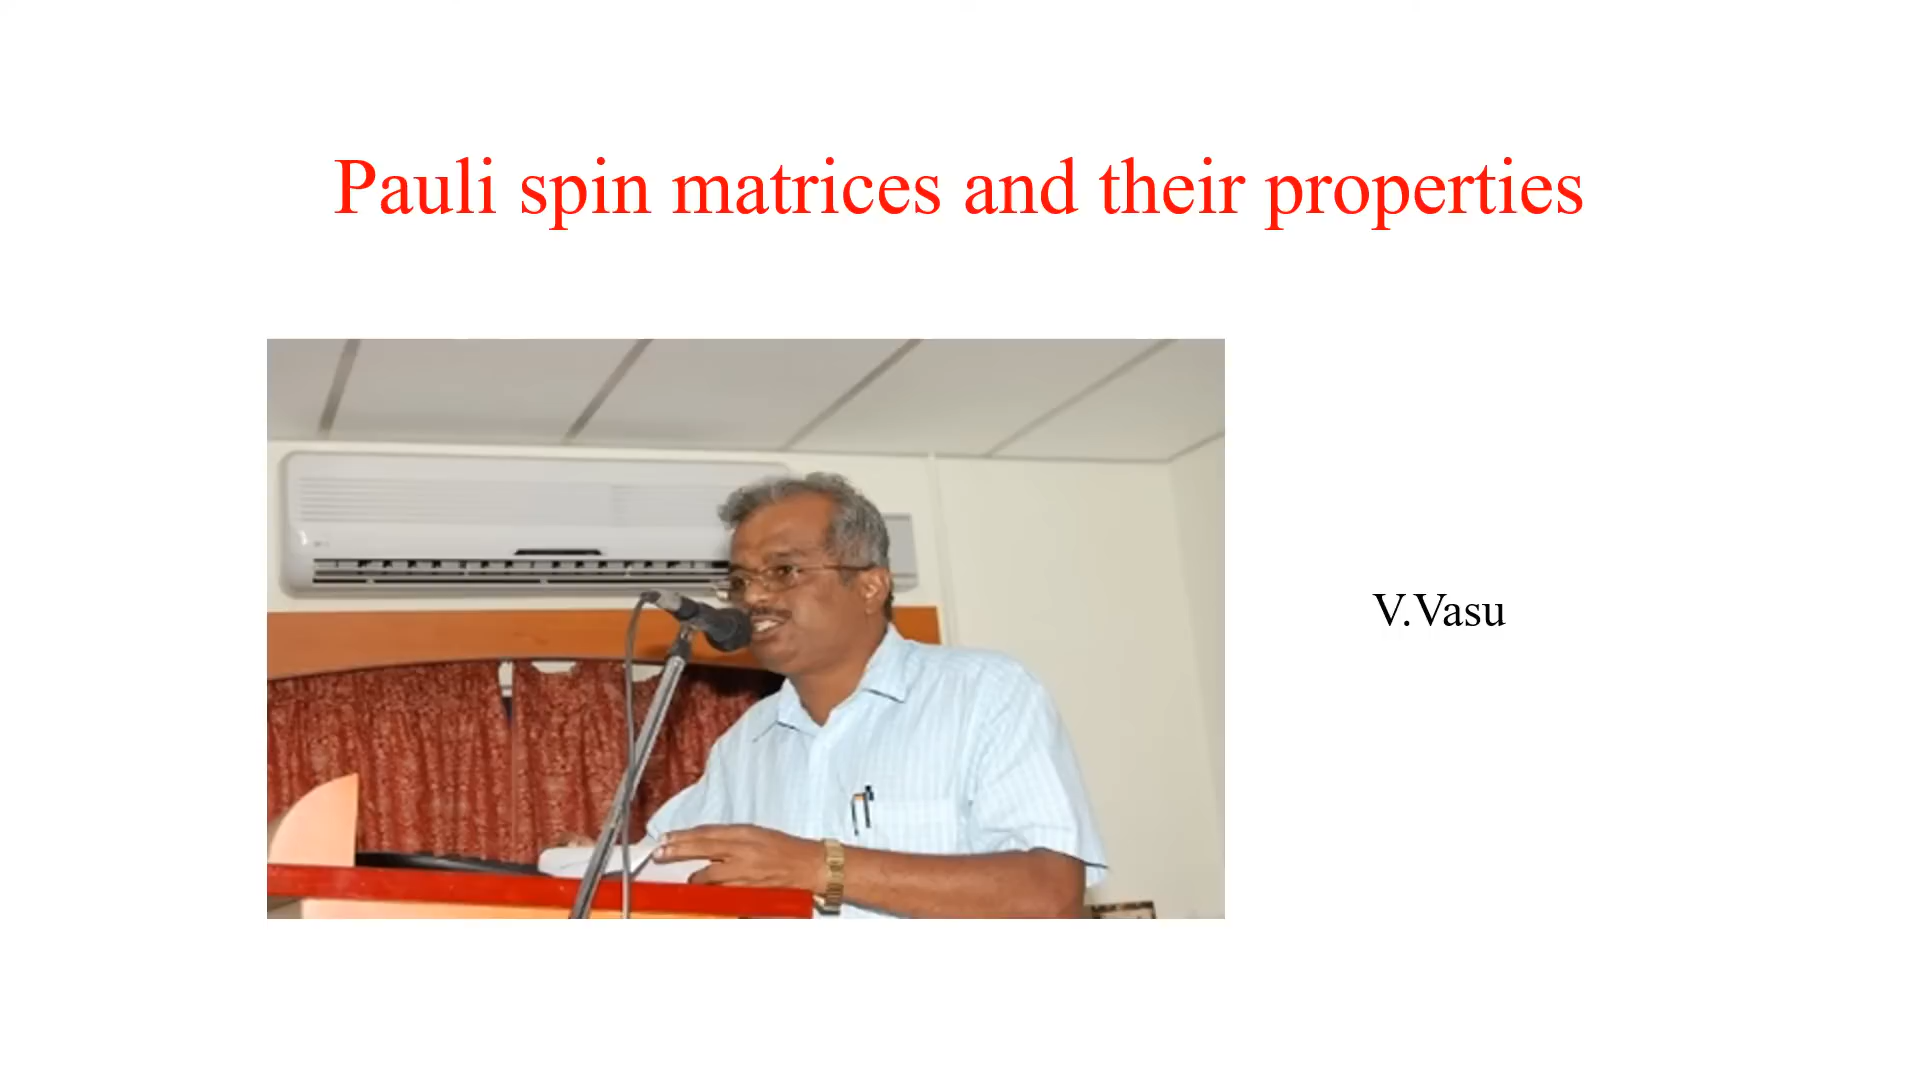 Pauli spin matrices and their properties
V.Vasu